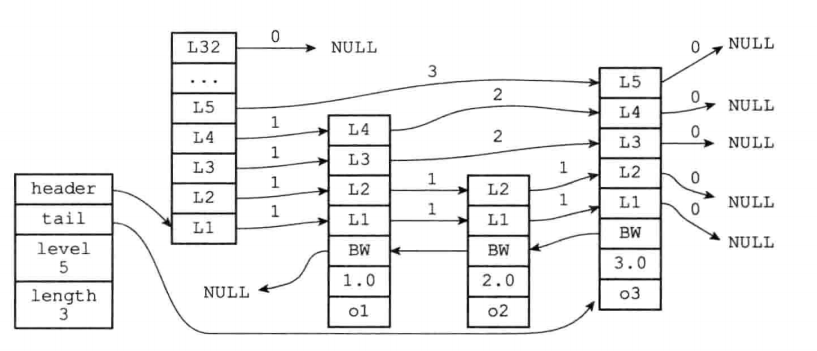 L32
0
NULL
...
L5
3
L4
1
L3
1
L2
1
L1
1
header
tail
level
5
length
3
L4
2
L3
2
L2
1
L1
1
BW
1.0
o1
NULL
L2
1
L1
1
BW
2.0
o2
L5
0
NULL
L4
0
NULL
L3
0
NULL
L2
0
NULL
L1
0
NULL
BW
3.0
o3